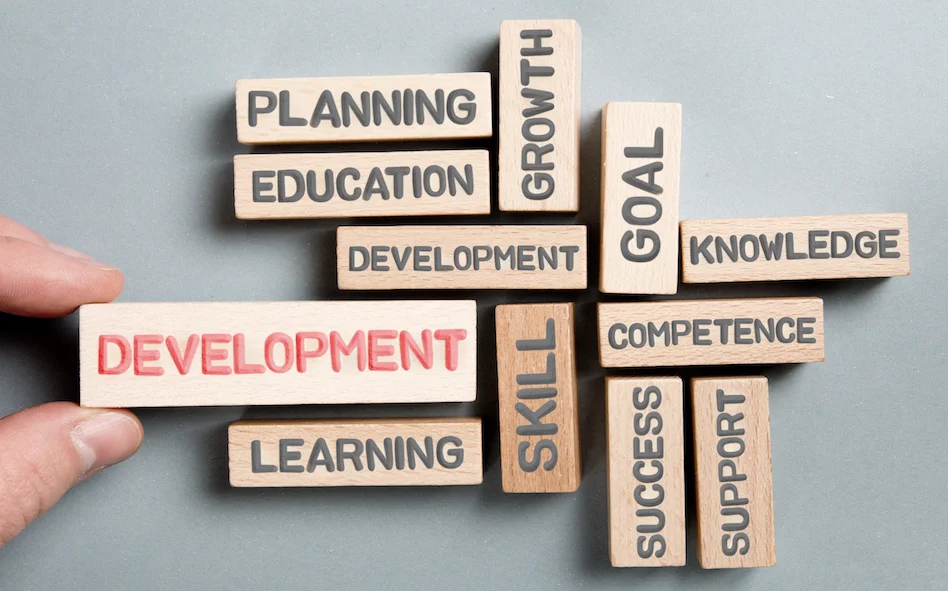 GROWTH
PLANNING
EDUCATION
GOAL
DEVELOPMENT
KNOWLEDGE
DEVELOPMENT
SKILL
COMPETENCE
LEARNING
SUCCESS
SUPPORT